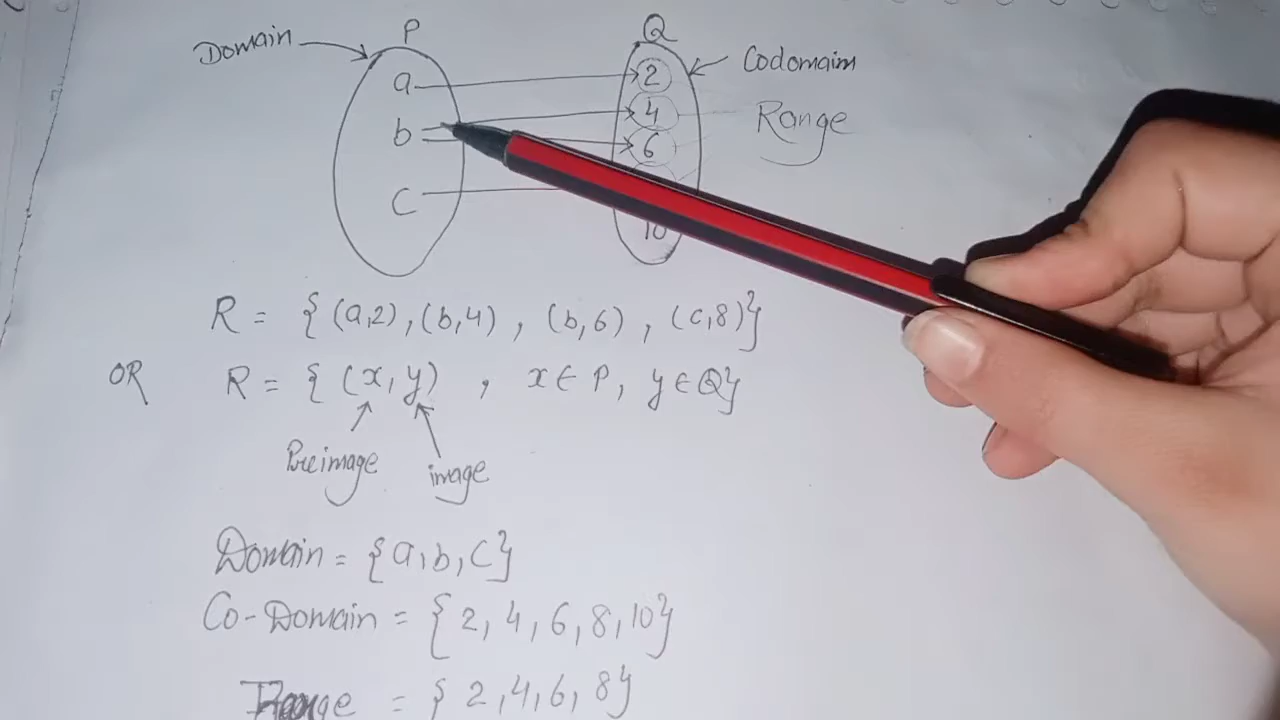 P Q
Domain a 2 Codomain
b 4 Range
6
C
10
R = { (a,2) , (b,4) , (b,6) , (c,8) }
OR R = { (x, y) , x ∈ P, y ∈ Q }
Preimage image
Domain = { a, b, C }
Co-Domain = { 2, 4, 6, 8, 10 }
Range = { 2, 4, 6, 8 }